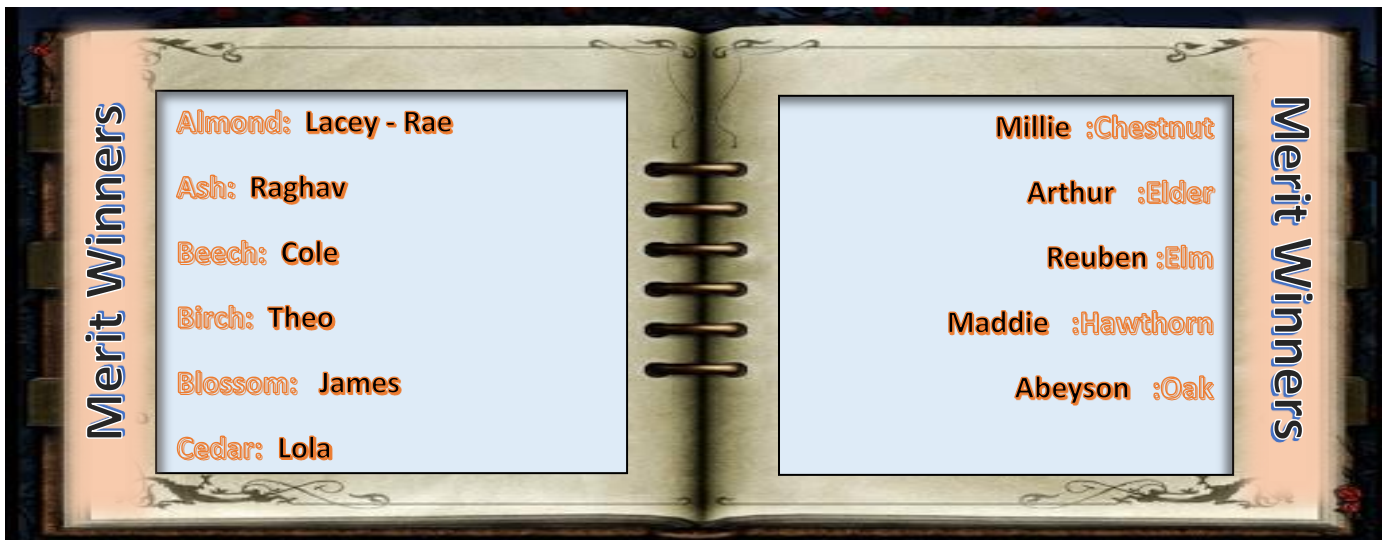 Merit Winners
Almond: Lacey - Rae
Ash: Raghav
Beech: Cole
Birch: Theo
Blossom: James
Cedar: Lola
Millie :Chestnut
Arthur :Elder
Reuben :Elm
Maddie :Hawthorn
Abeyson :Oak
Merit Winners